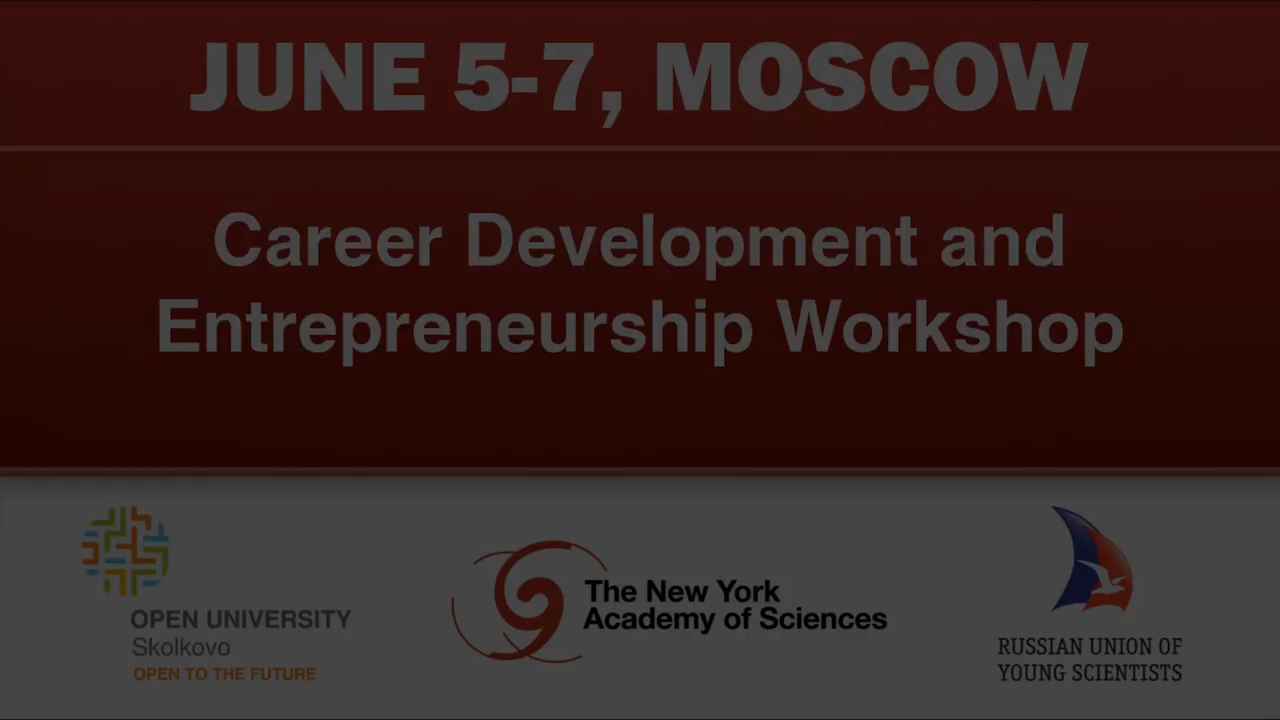 JUNE 5-7, MOSCOW
Career Development and
Entrepreneurship Workshop
OPEN UNIVERSITY
Skolkovo
OPEN TO THE FUTURE
The New York
Academy of Sciences
RUSSIAN UNION OF
YOUNG SCIENTISTS